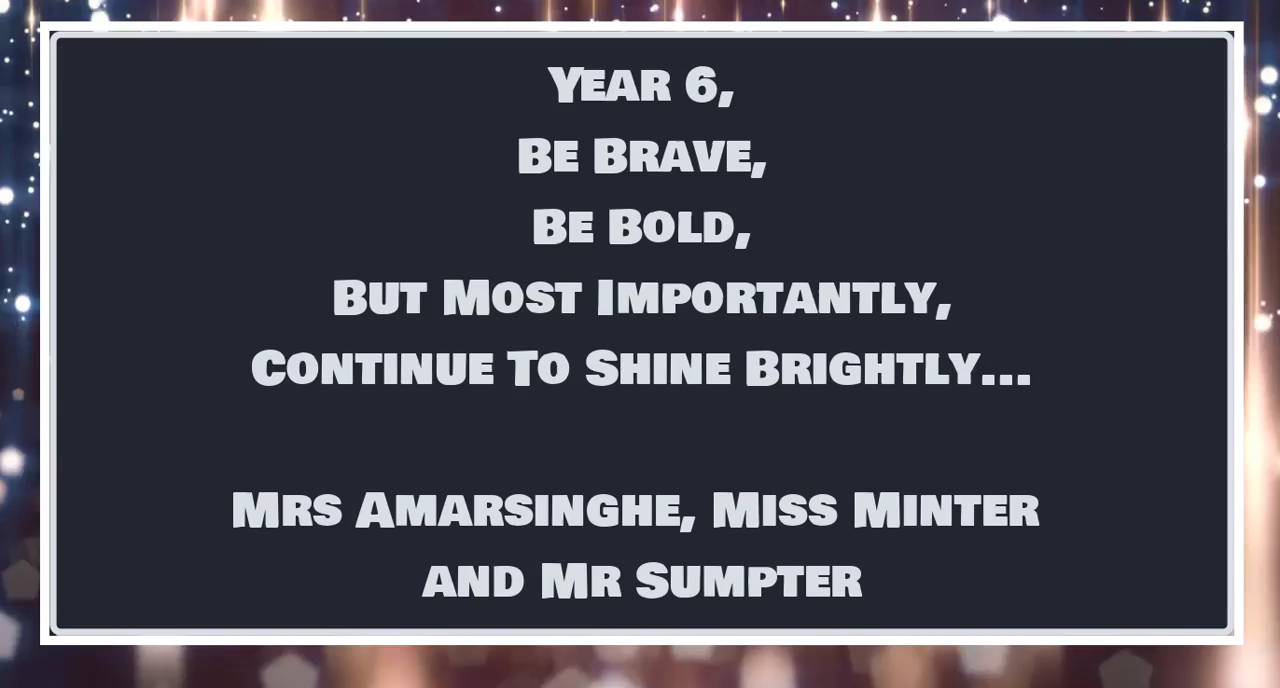 Year 6,
Be Brave,
Be Bold,
But Most Importantly,
Continue To Shine Brightly...
Mrs Amarsinghe, Miss Minter
and Mr Sumpter